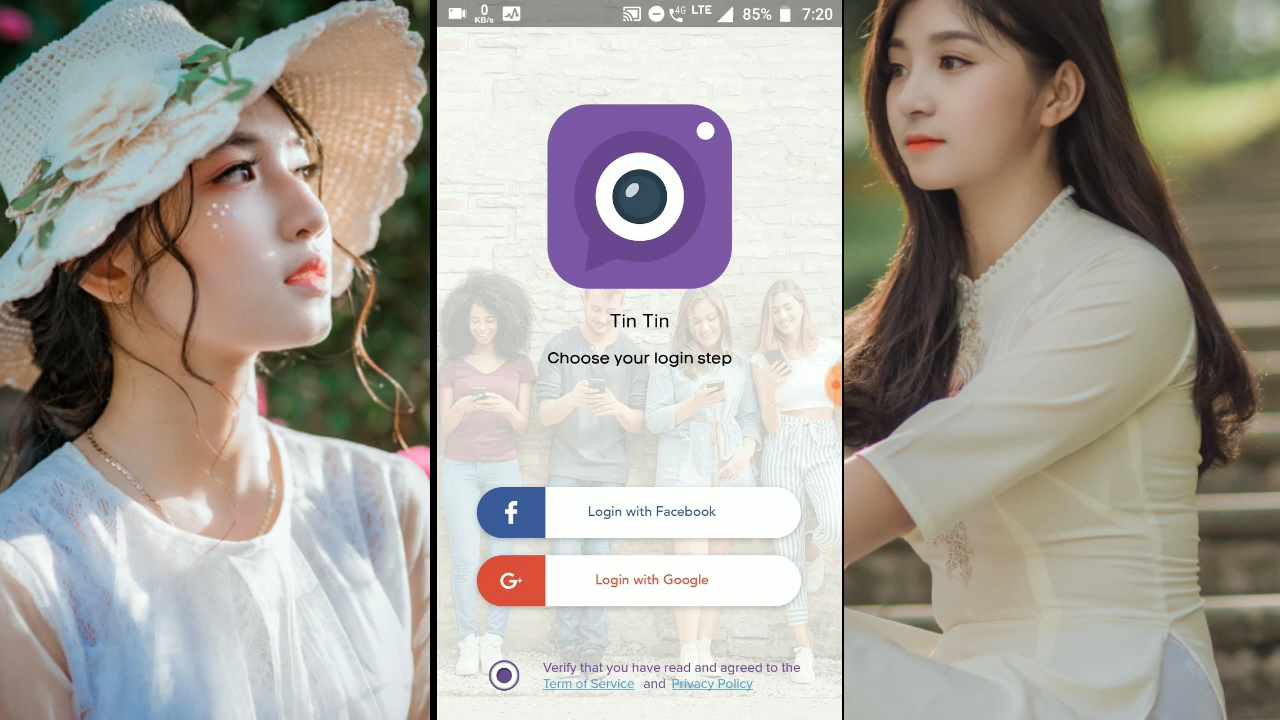 0
KB/s
4G
LTE
85%
7:20
Tin Tin
Choose your login step
f
Login with Facebook
G+
Login with Google
Verify that you have read and agreed to the
Term of Service and Privacy Policy